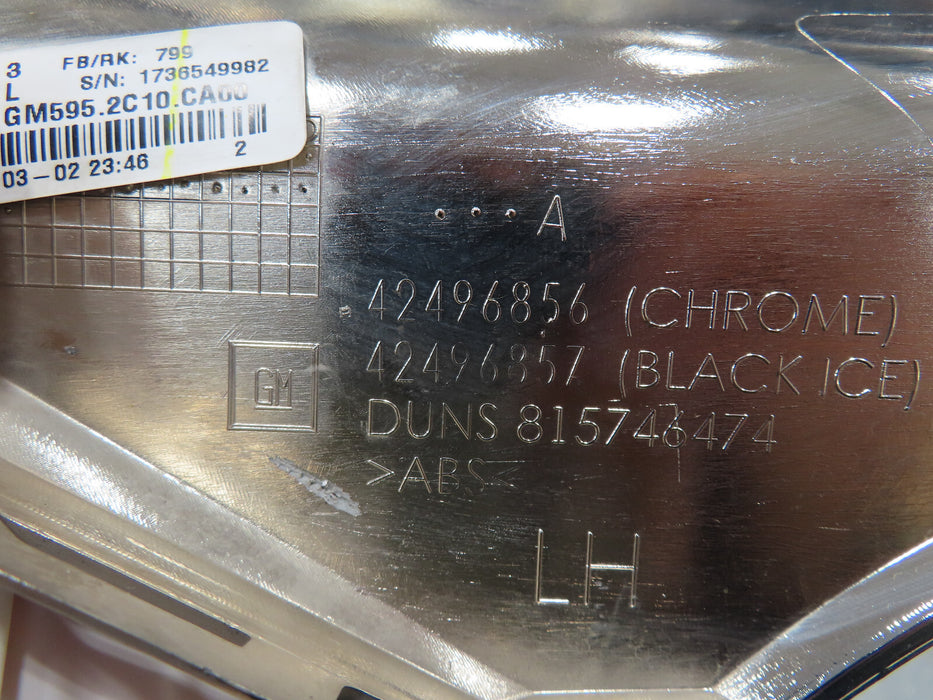 3 FB/RK: 799
L S/N: 1736549982
GM595.2C10.CA00
03-02 23:46 2
A
42496856 (CHROME)
42496857 (BLACK ICE)
GM
DUNS 815746474
>ABS<
LH